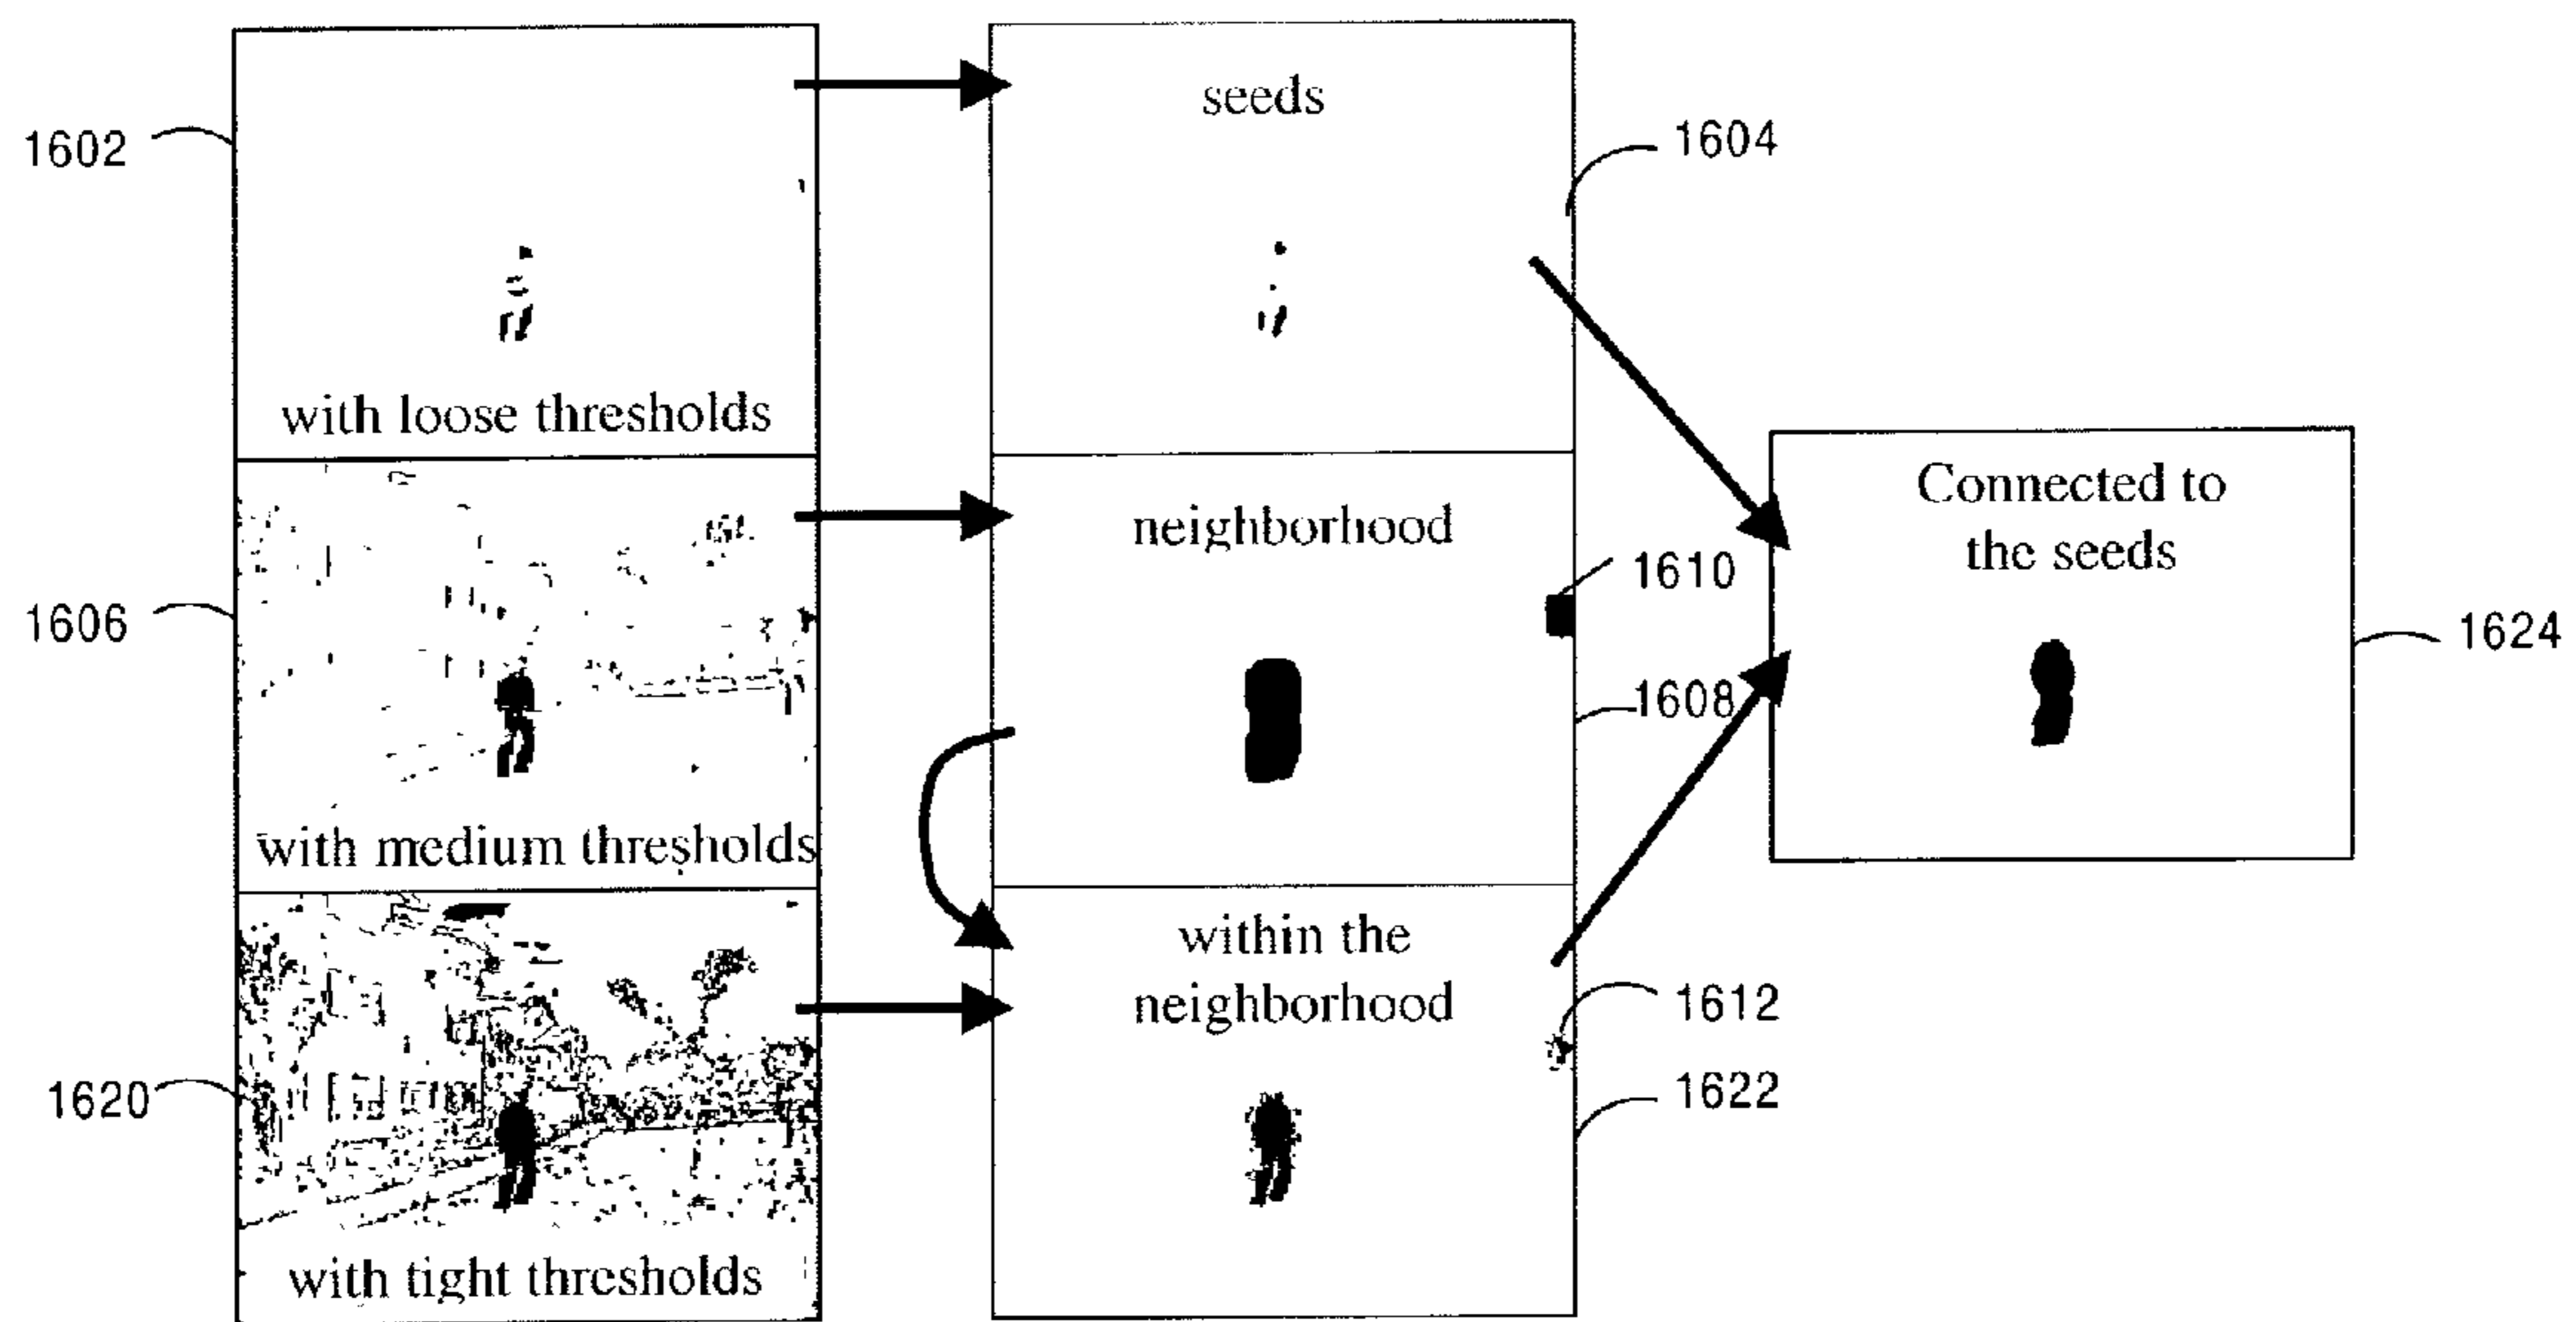 seeds
1602
1604
with loose thresholds
Connected to
the seeds
neighborhood
1610
1606
1624
1608
with medium thresholds
within the
neighborhood
1612
1620
1622
with tight thresholds